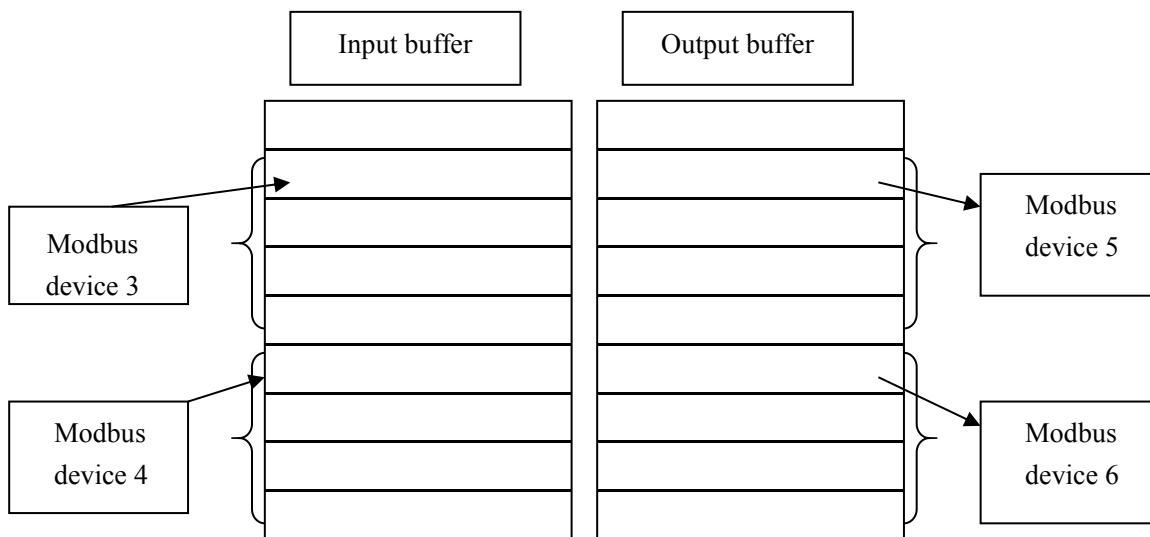 Input buffer
Output buffer
Modbus
device 3
Modbus
device 5
Modbus
device 4
Modbus
device 6